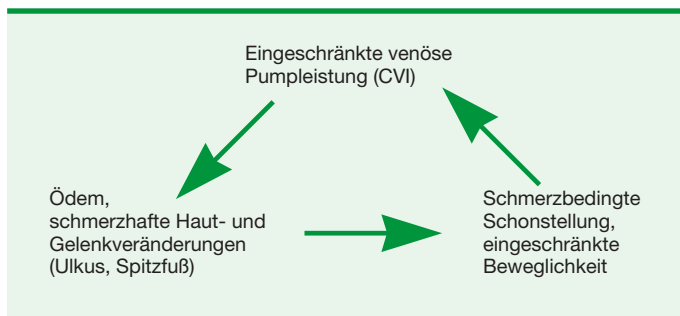 Eingeschränkte venöse
Pumpleistung (CVI)
Ödem,
schmerzhafte Haut- und
Gelenkveränderungen
(Ulkus, Spitzfuß)
Schmerzbedingte
Schonstellung,
eingeschränkte
Beweglichkeit